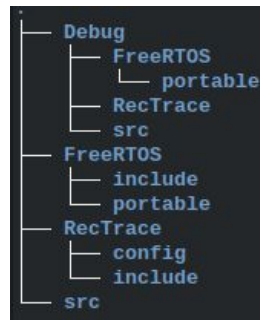 .
├── Debug
│   ├── FreeRTOS
│   │   └── portable
│   ├── RecTrace
│   └── src
├── FreeRTOS
│   ├── include
│   └── portable
├── RecTrace
│   ├── config
│   └── include
└── src